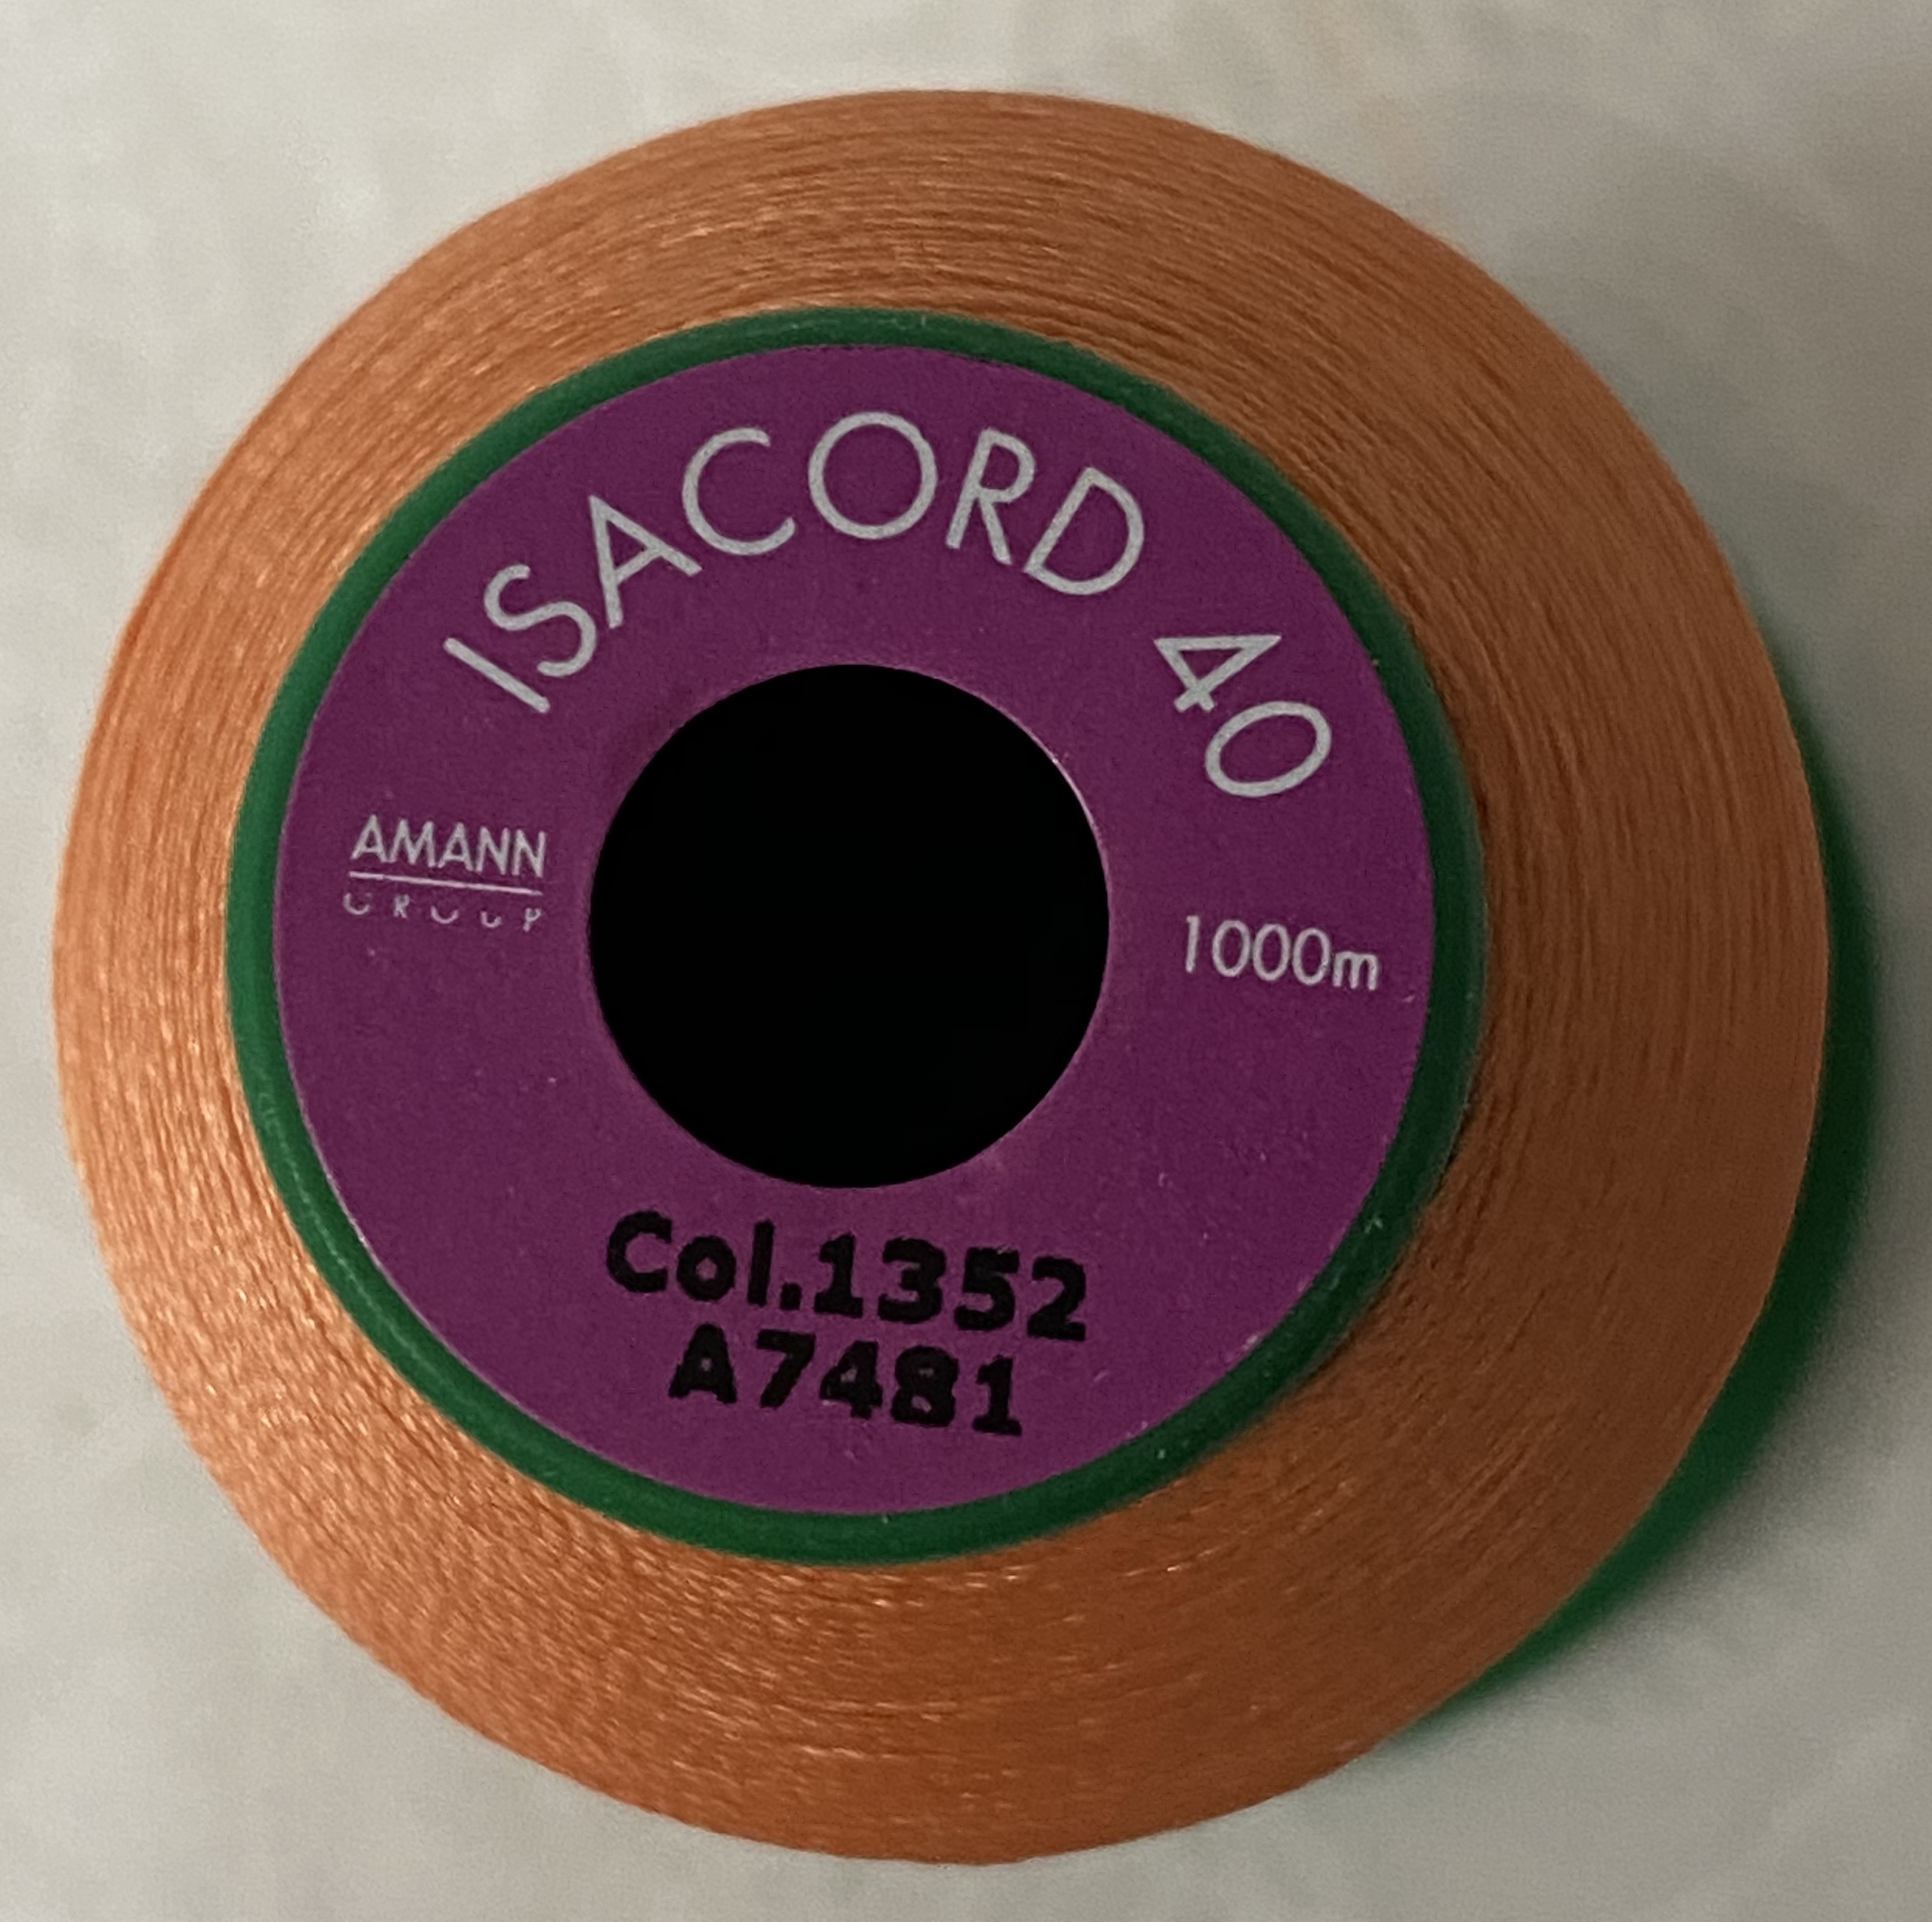 ISACORD 40
AMANN
GROUP
1000m
Col.1352
A7481